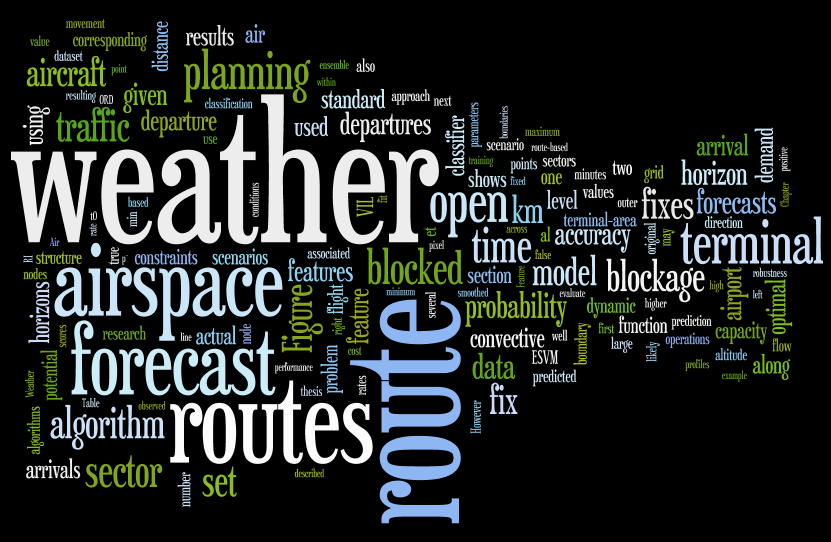 movement
value
corresponding
distance
results
air
dataset
aircraft
point
planning
ensemble
also
within
resulting
ORD
given
classification
standard
approach
next
using
traffic
departure
use
used
departures
classifier
parameters
boundaries
maximum
scenario
route-based
training
points
sectors
minutes
two
grid
arrival
demand
positive
horizon
weather
conditions
VIL
et
open
shows
fixed
one
km
level
values
outer
fixes
forecasts
Chapter
t0
rate
min
based
across
terminal-area
direction
time
al
accuracy
original
may
terminal
pixel
false
Air
RI
structure
true
constraints
scenarios
associated
features
blocked
section
Feature
model
blockage
high
airport
robustness
nodes
airspace
horizons
Figure
flight
right
feature
minimum
several
smoothed
evaluate
probability
dynamic
higher
left
optimal
scores
research
line
actual
node
cost
convective
well
boundary
first
function
prediction
capacity
flow
potential
forecast
performance
problem
route
ESVM
large
likely
operations
altitude
Weather
data
predicted
profiles
example
along
thesis
rates
Table
observed
algorithms
algorithm
routes
fix
However
arrivals
sector
number
set
described